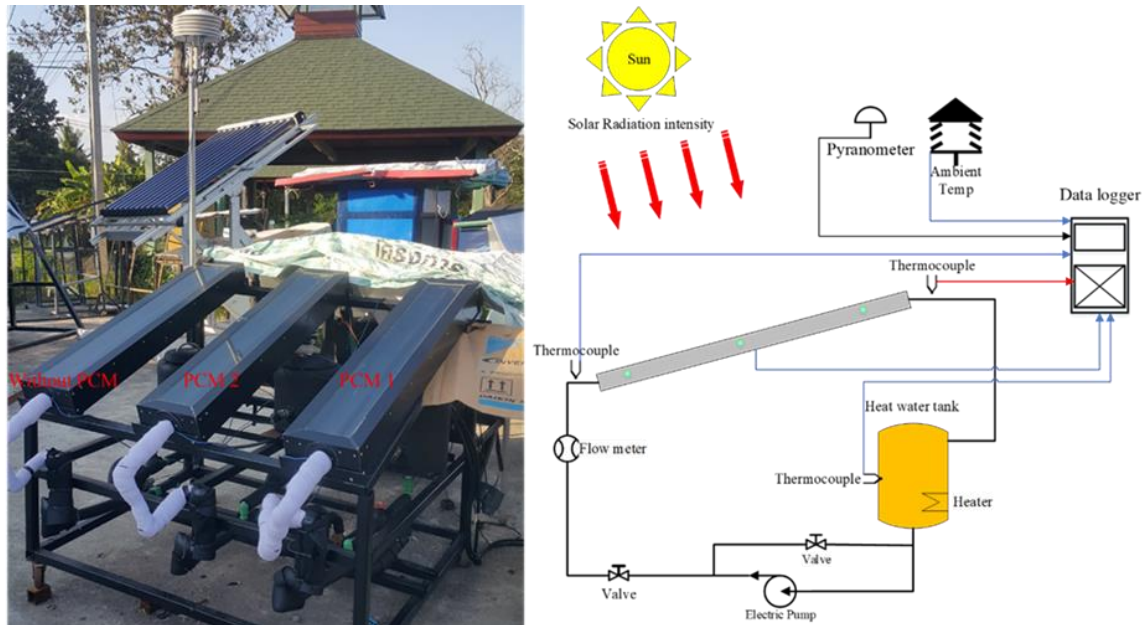 Without PCM
PCM 2
PCM 1
INVER
Sun
Solar Radiation intensity
Pyranometer
Ambient
Temp
Data logger
Thermocouple
Thermocouple
Heat water tank
Flow meter
Thermocouple
Heater
Valve
Valve
Electric Pump